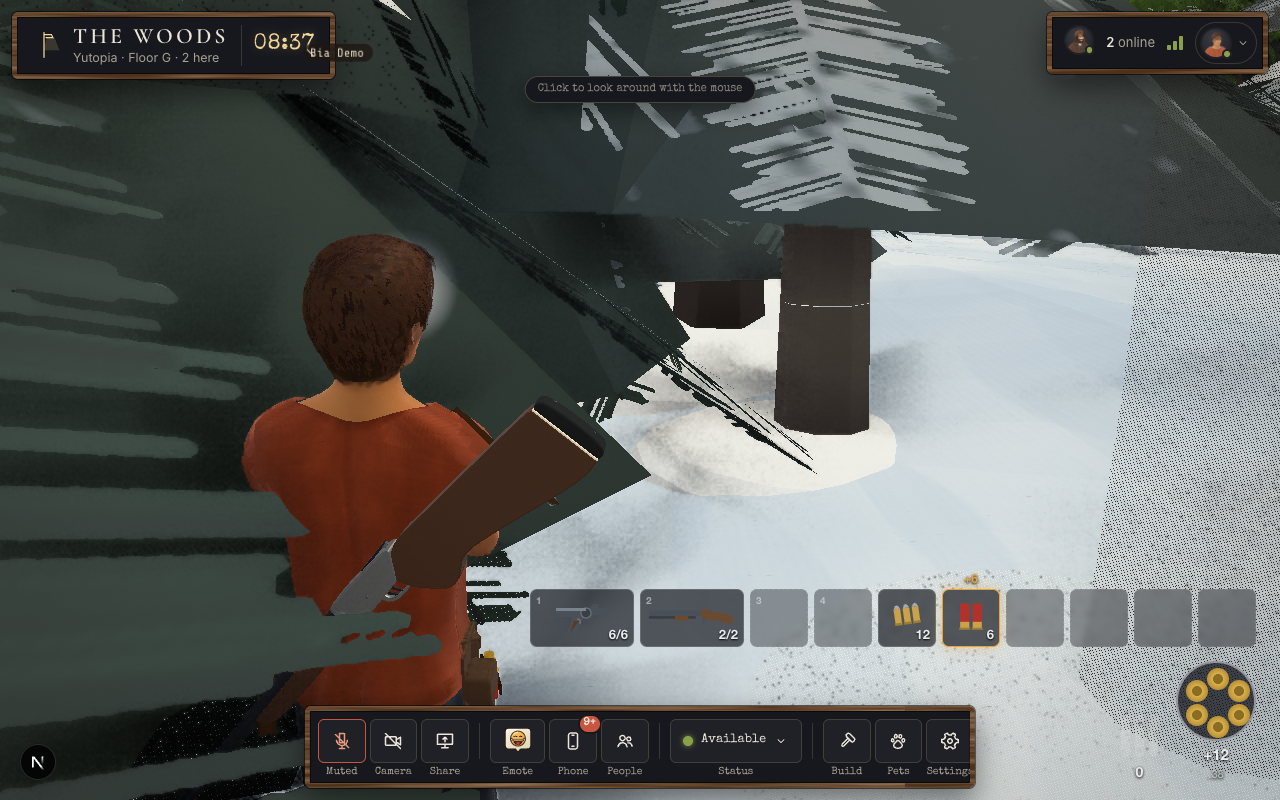 THE WOODS
Yutopia · Floor G · 2 here
08:37
Bia Demo
Click to look around with the mouse
2 online
+6
1
6/6
2
2/2
3
4
12
6
+12
0
N
9+
Muted
Camera
Share
Emote
Phone
People
Available
Status
Build
Pets
Setting